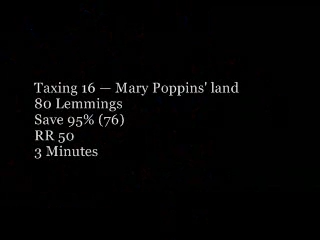 Taxing 16 — Mary Poppins' land
80 Lemmings
Save 95% (76)
RR 50
3 Minutes